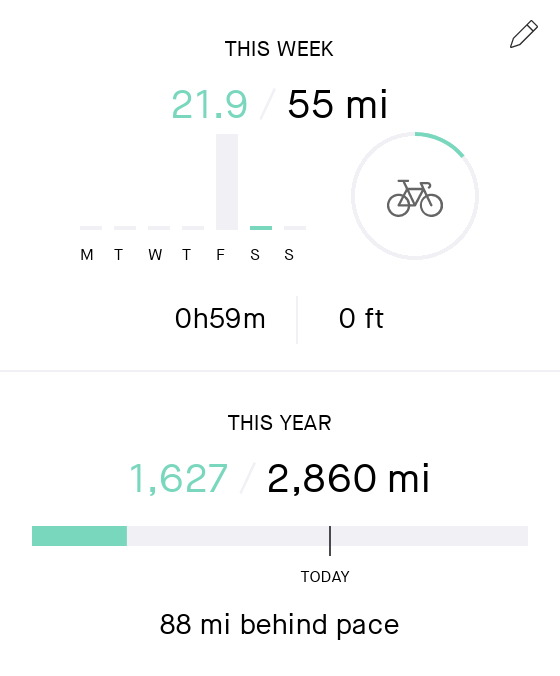 THIS WEEK
21.9 / 55 mi
M T W T F S S
0h59m 0 ft
THIS YEAR
1,627 / 2,860 mi
TODAY
88 mi behind pace